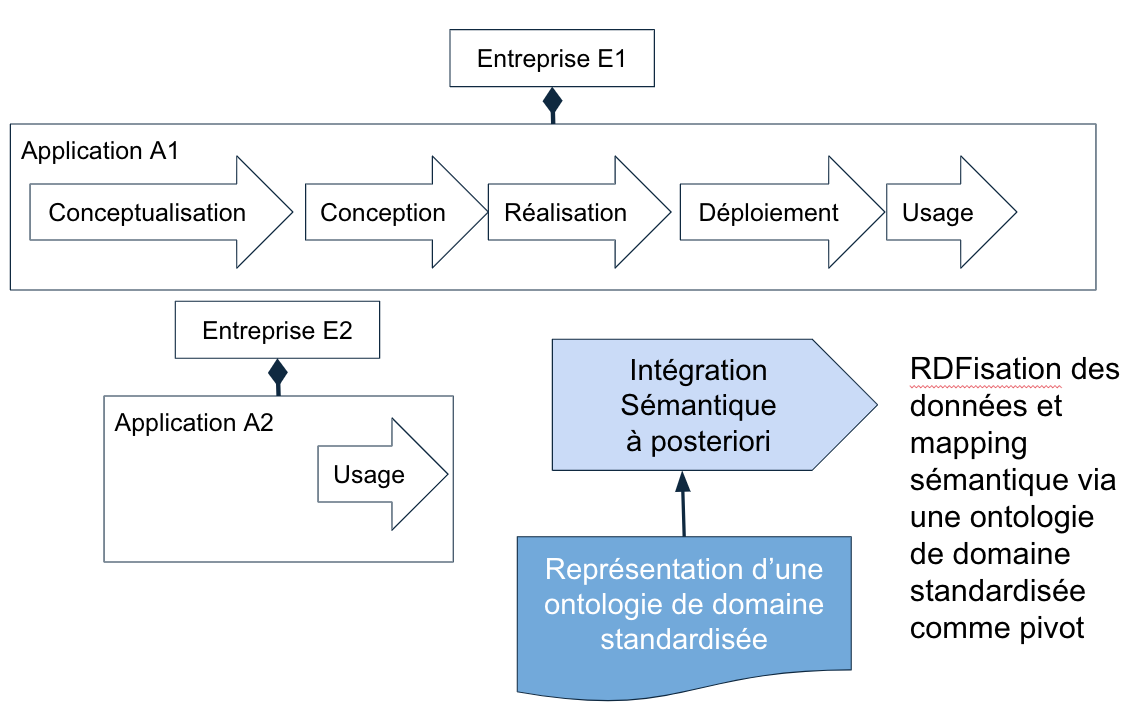 Entreprise E1
Application A1
Conceptualisation
Conception
Réalisation
Déploiement
Usage
Entreprise E2
Application A2
Usage
Intégration
Sémantique
à posteriori
Représentation d’une
ontologie de domaine
standardisée
RDFisation des
données et
mapping
sémantique via
une ontologie
de domaine
standardisée
comme pivot